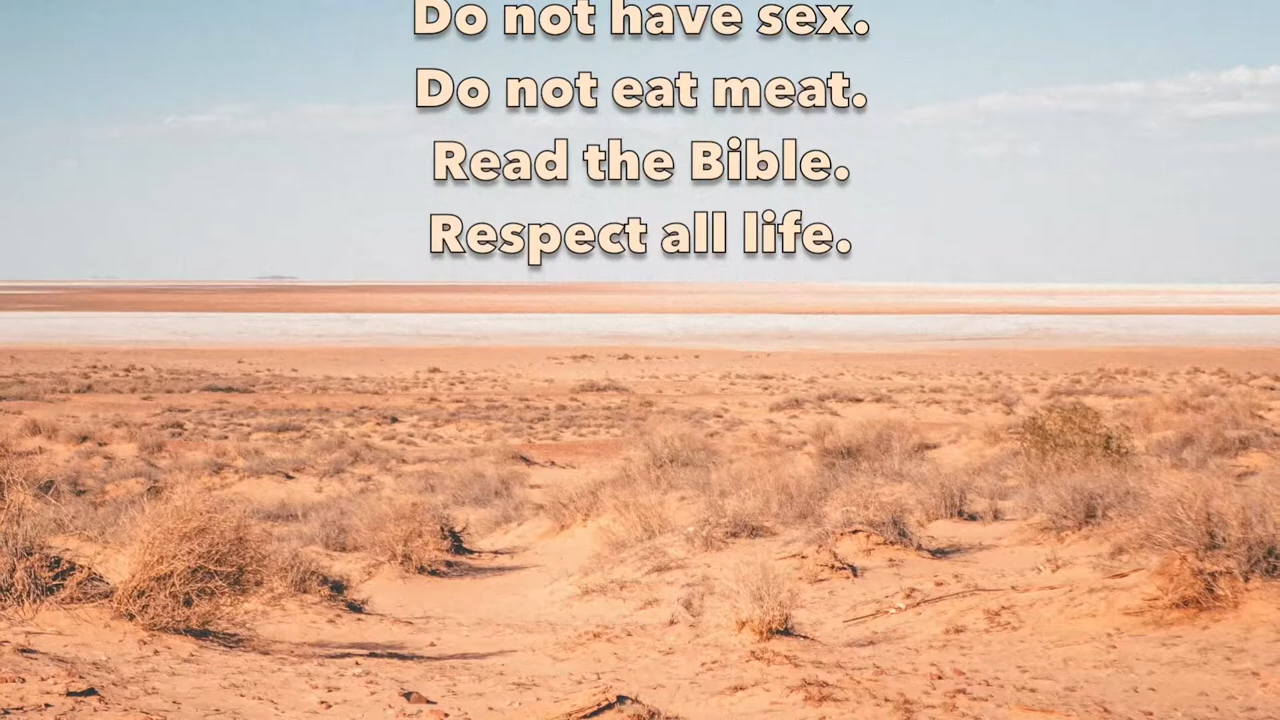 Do not have sex.
Do not eat meat.
Read the Bible.
Respect all life.